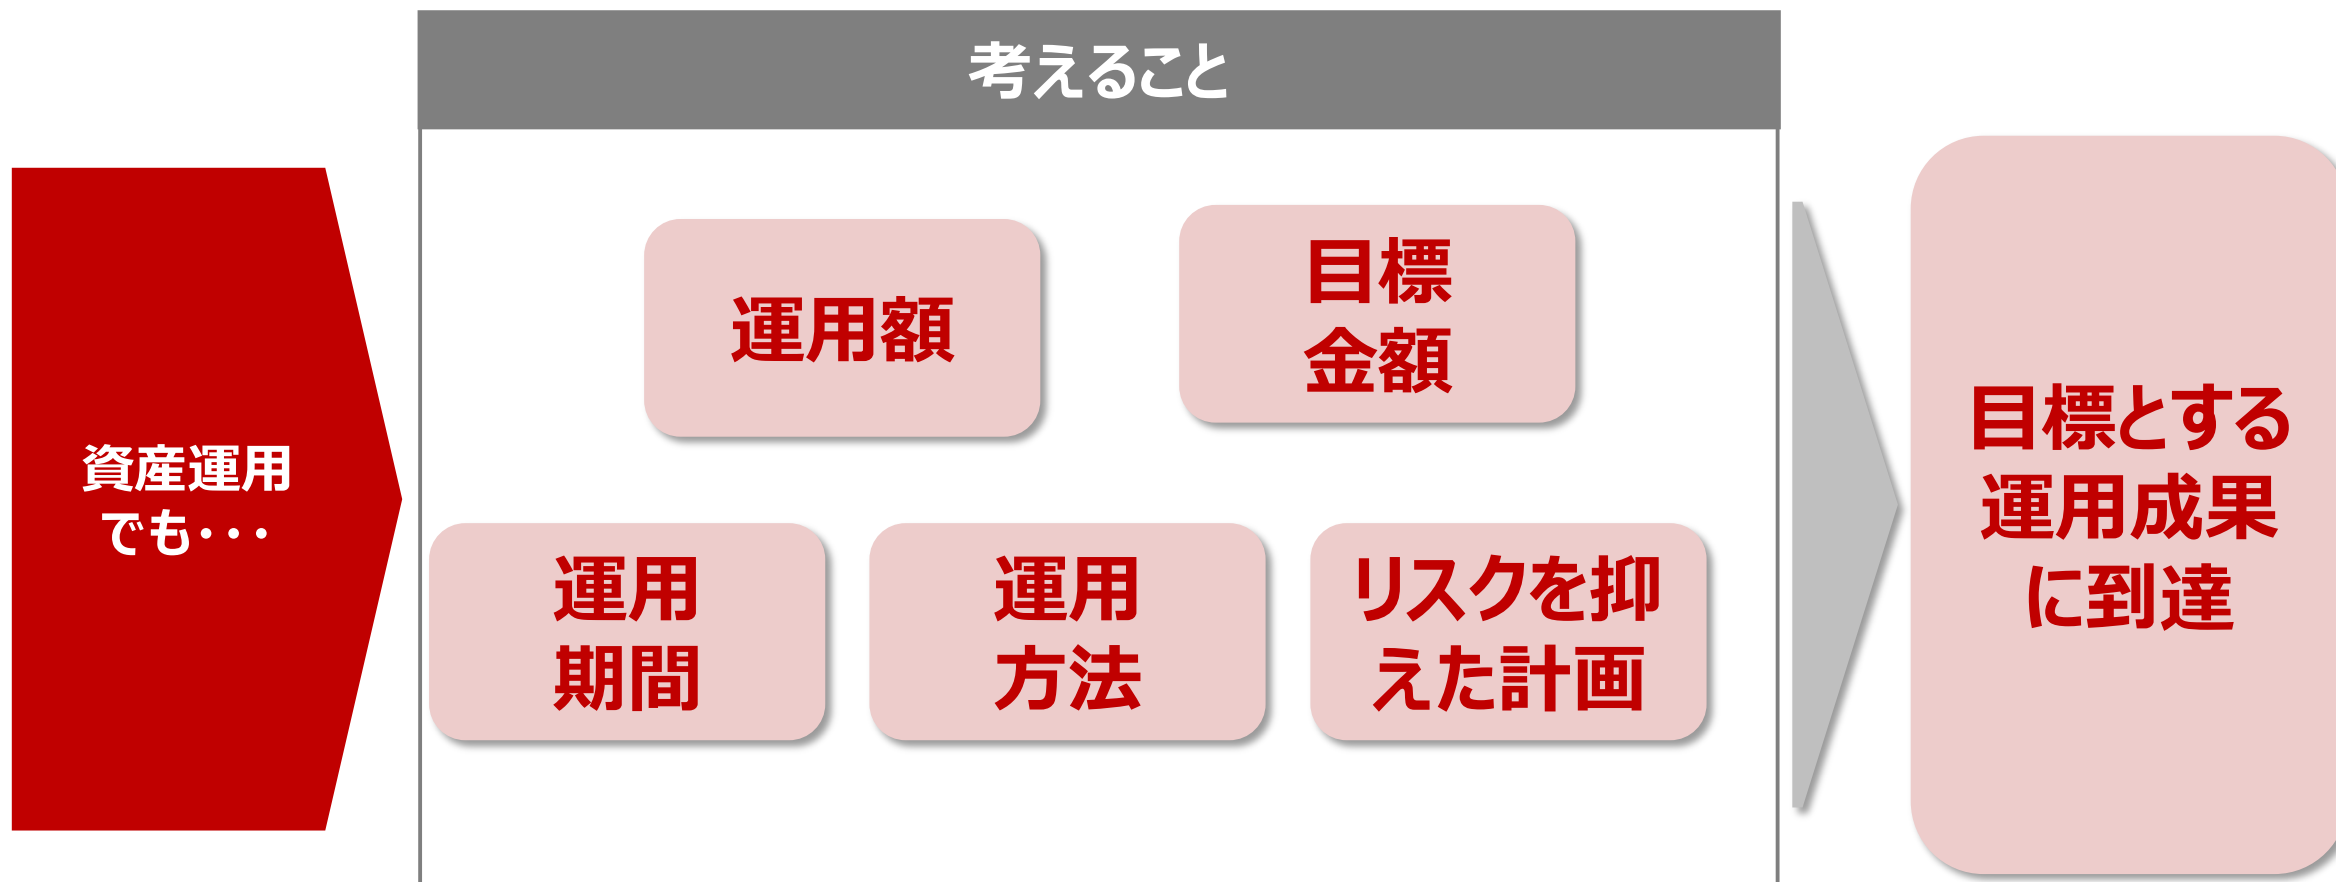 考えること
資産運用
でも・・・
運用額
目標
金額
運用
期間
運用
方法
リスクを抑
えた計画
目標とする
運用成果
に到達